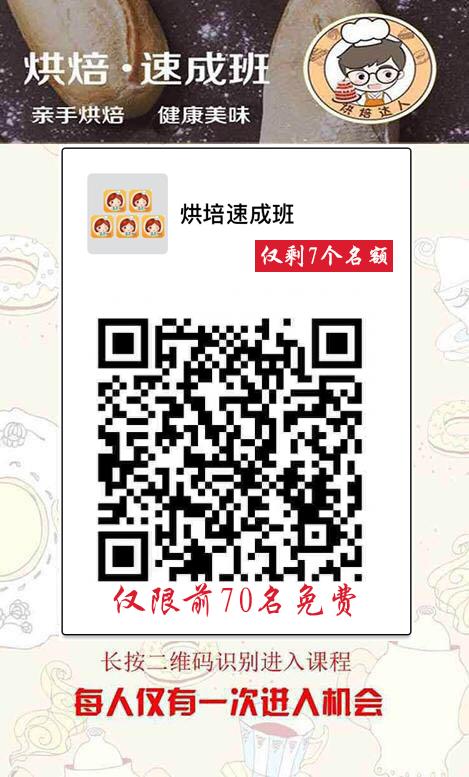 烘焙·速成班
亲手烘焙 健康美味
烘焙达人
烘培速成班
仅剩7个名额
仅限前70名免费
长按二维码识别进入课程
每人仅有一次进入机会